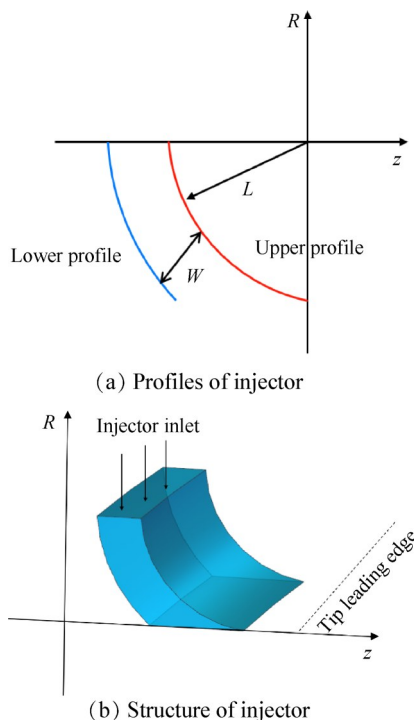 R
z
L
Lower profile
Upper profile
W
(a) Profiles of injector
R
Injector inlet
Tip leading edge
z
(b) Structure of injector